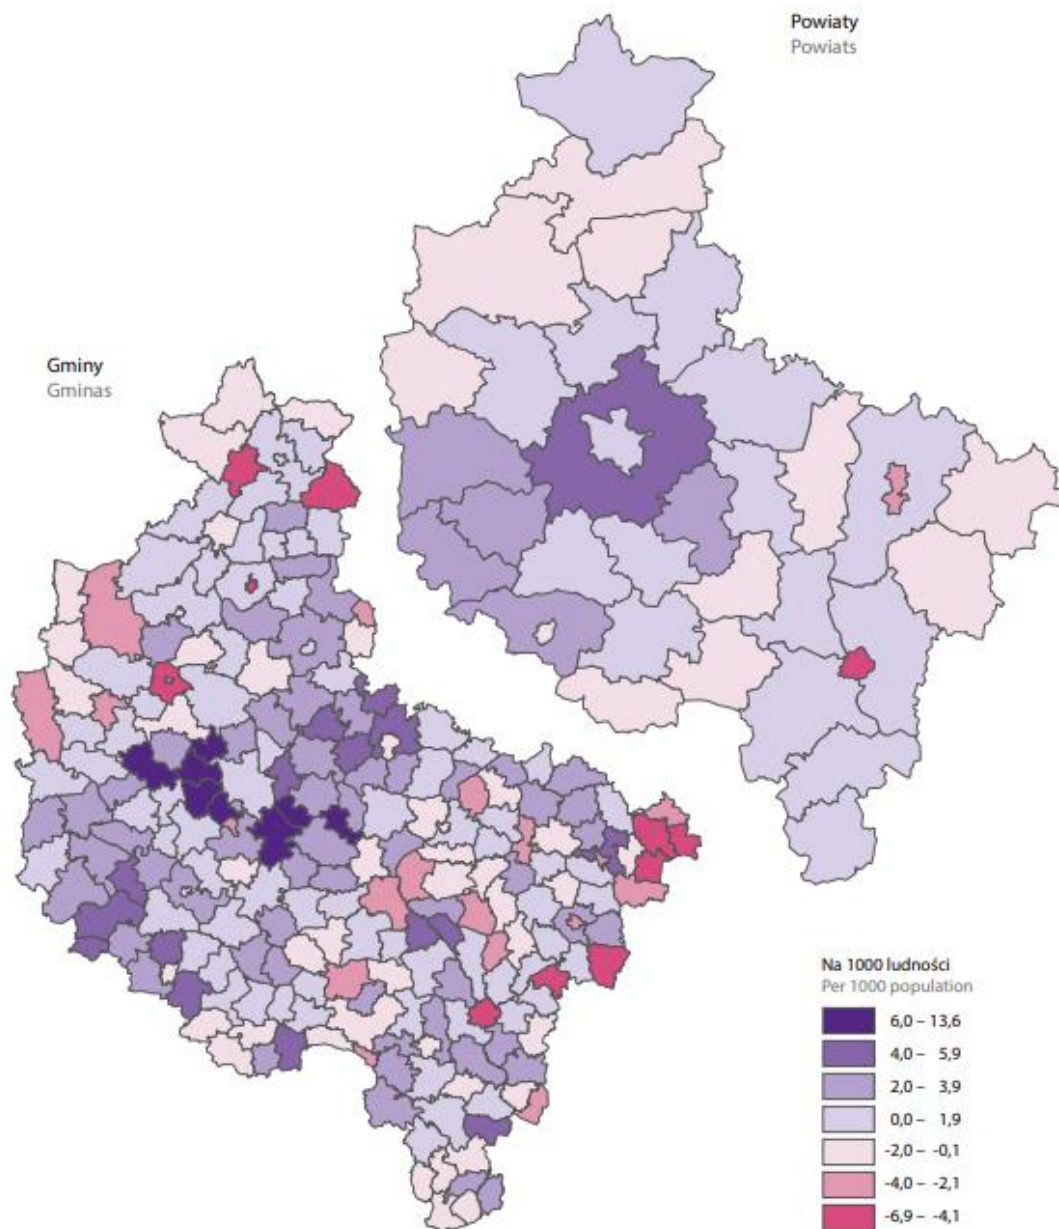 Powiaty
Powiats
Gminy
Gminas
Na 1000 ludności
Per 1000 population
6,0 – 13,6
4,0 – 5,9
2,0 – 3,9
0,0 – 1,9
-2,0 – -0,1
-4,0 – -2,1
-6,9 – -4,1